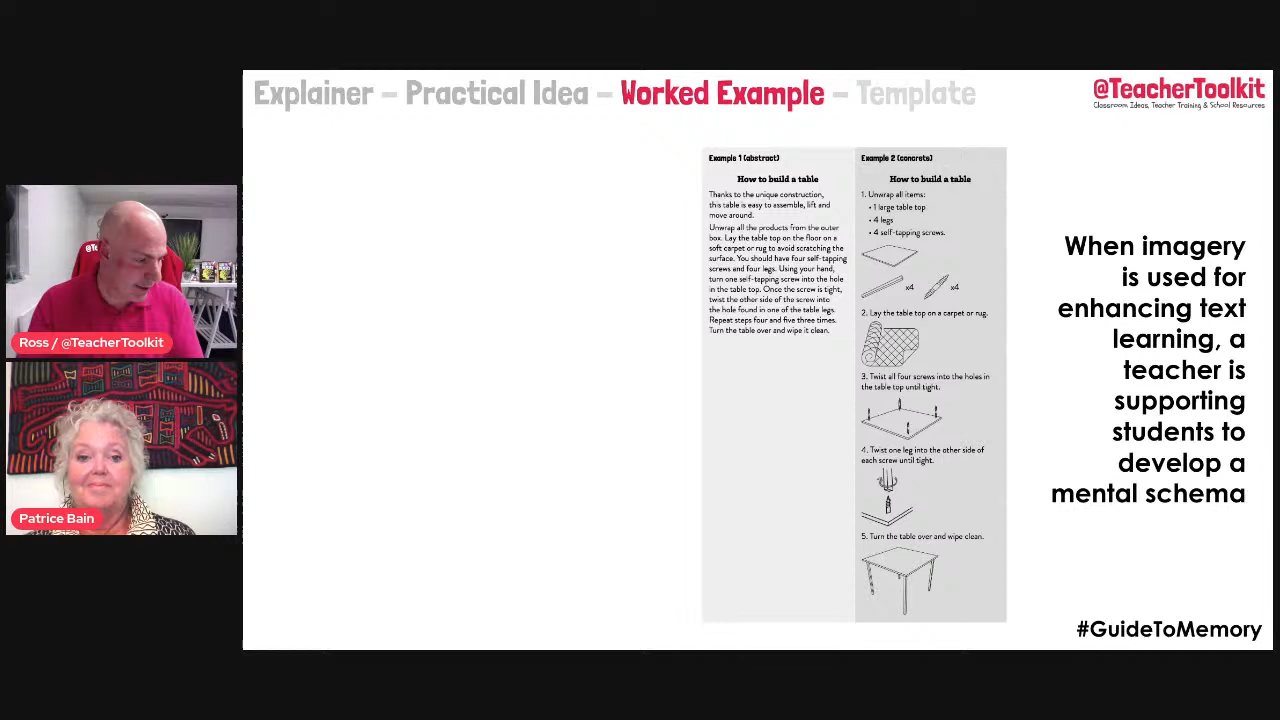 Explainer – Practical Idea – Worked Example – Template
@TeacherToolkit
Classroom Ideas, Teacher Training & School Resources
Ross / @TeacherToolkit
Patrice Bain
Example 1 (abstract)
How to build a table
Thanks to the unique construction,
this table is easy to assemble, lift and
move around.
Unwrap all the products from the outer
box. Lay the table top on the floor on a
soft carpet or rug to avoid scratching the
surface. You should have four self-tapping
screws and four legs. Using your hand,
turn one self-tapping screw into the hole
in the table top. Once the screw is tight,
twist the other side of the screw into
the hole found in one of the table legs.
Repeat steps four and five three times.
Turn the table over and wipe it clean.
Example 2 (concrete)
How to build a table
1. Unwrap all items:
• 1 large table top
• 4 legs
• 4 self-tapping screws.
x4
x4
2. Lay the table top on a carpet or rug.
3. Twist all four screws into the holes in
the table top until tight.
4. Twist one leg into the other side of
each screw until tight.
5. Turn the table over and wipe clean.
When imagery
is used for
enhancing text
learning, a
teacher is
supporting
students to
develop a
mental schema
#GuideToMemory